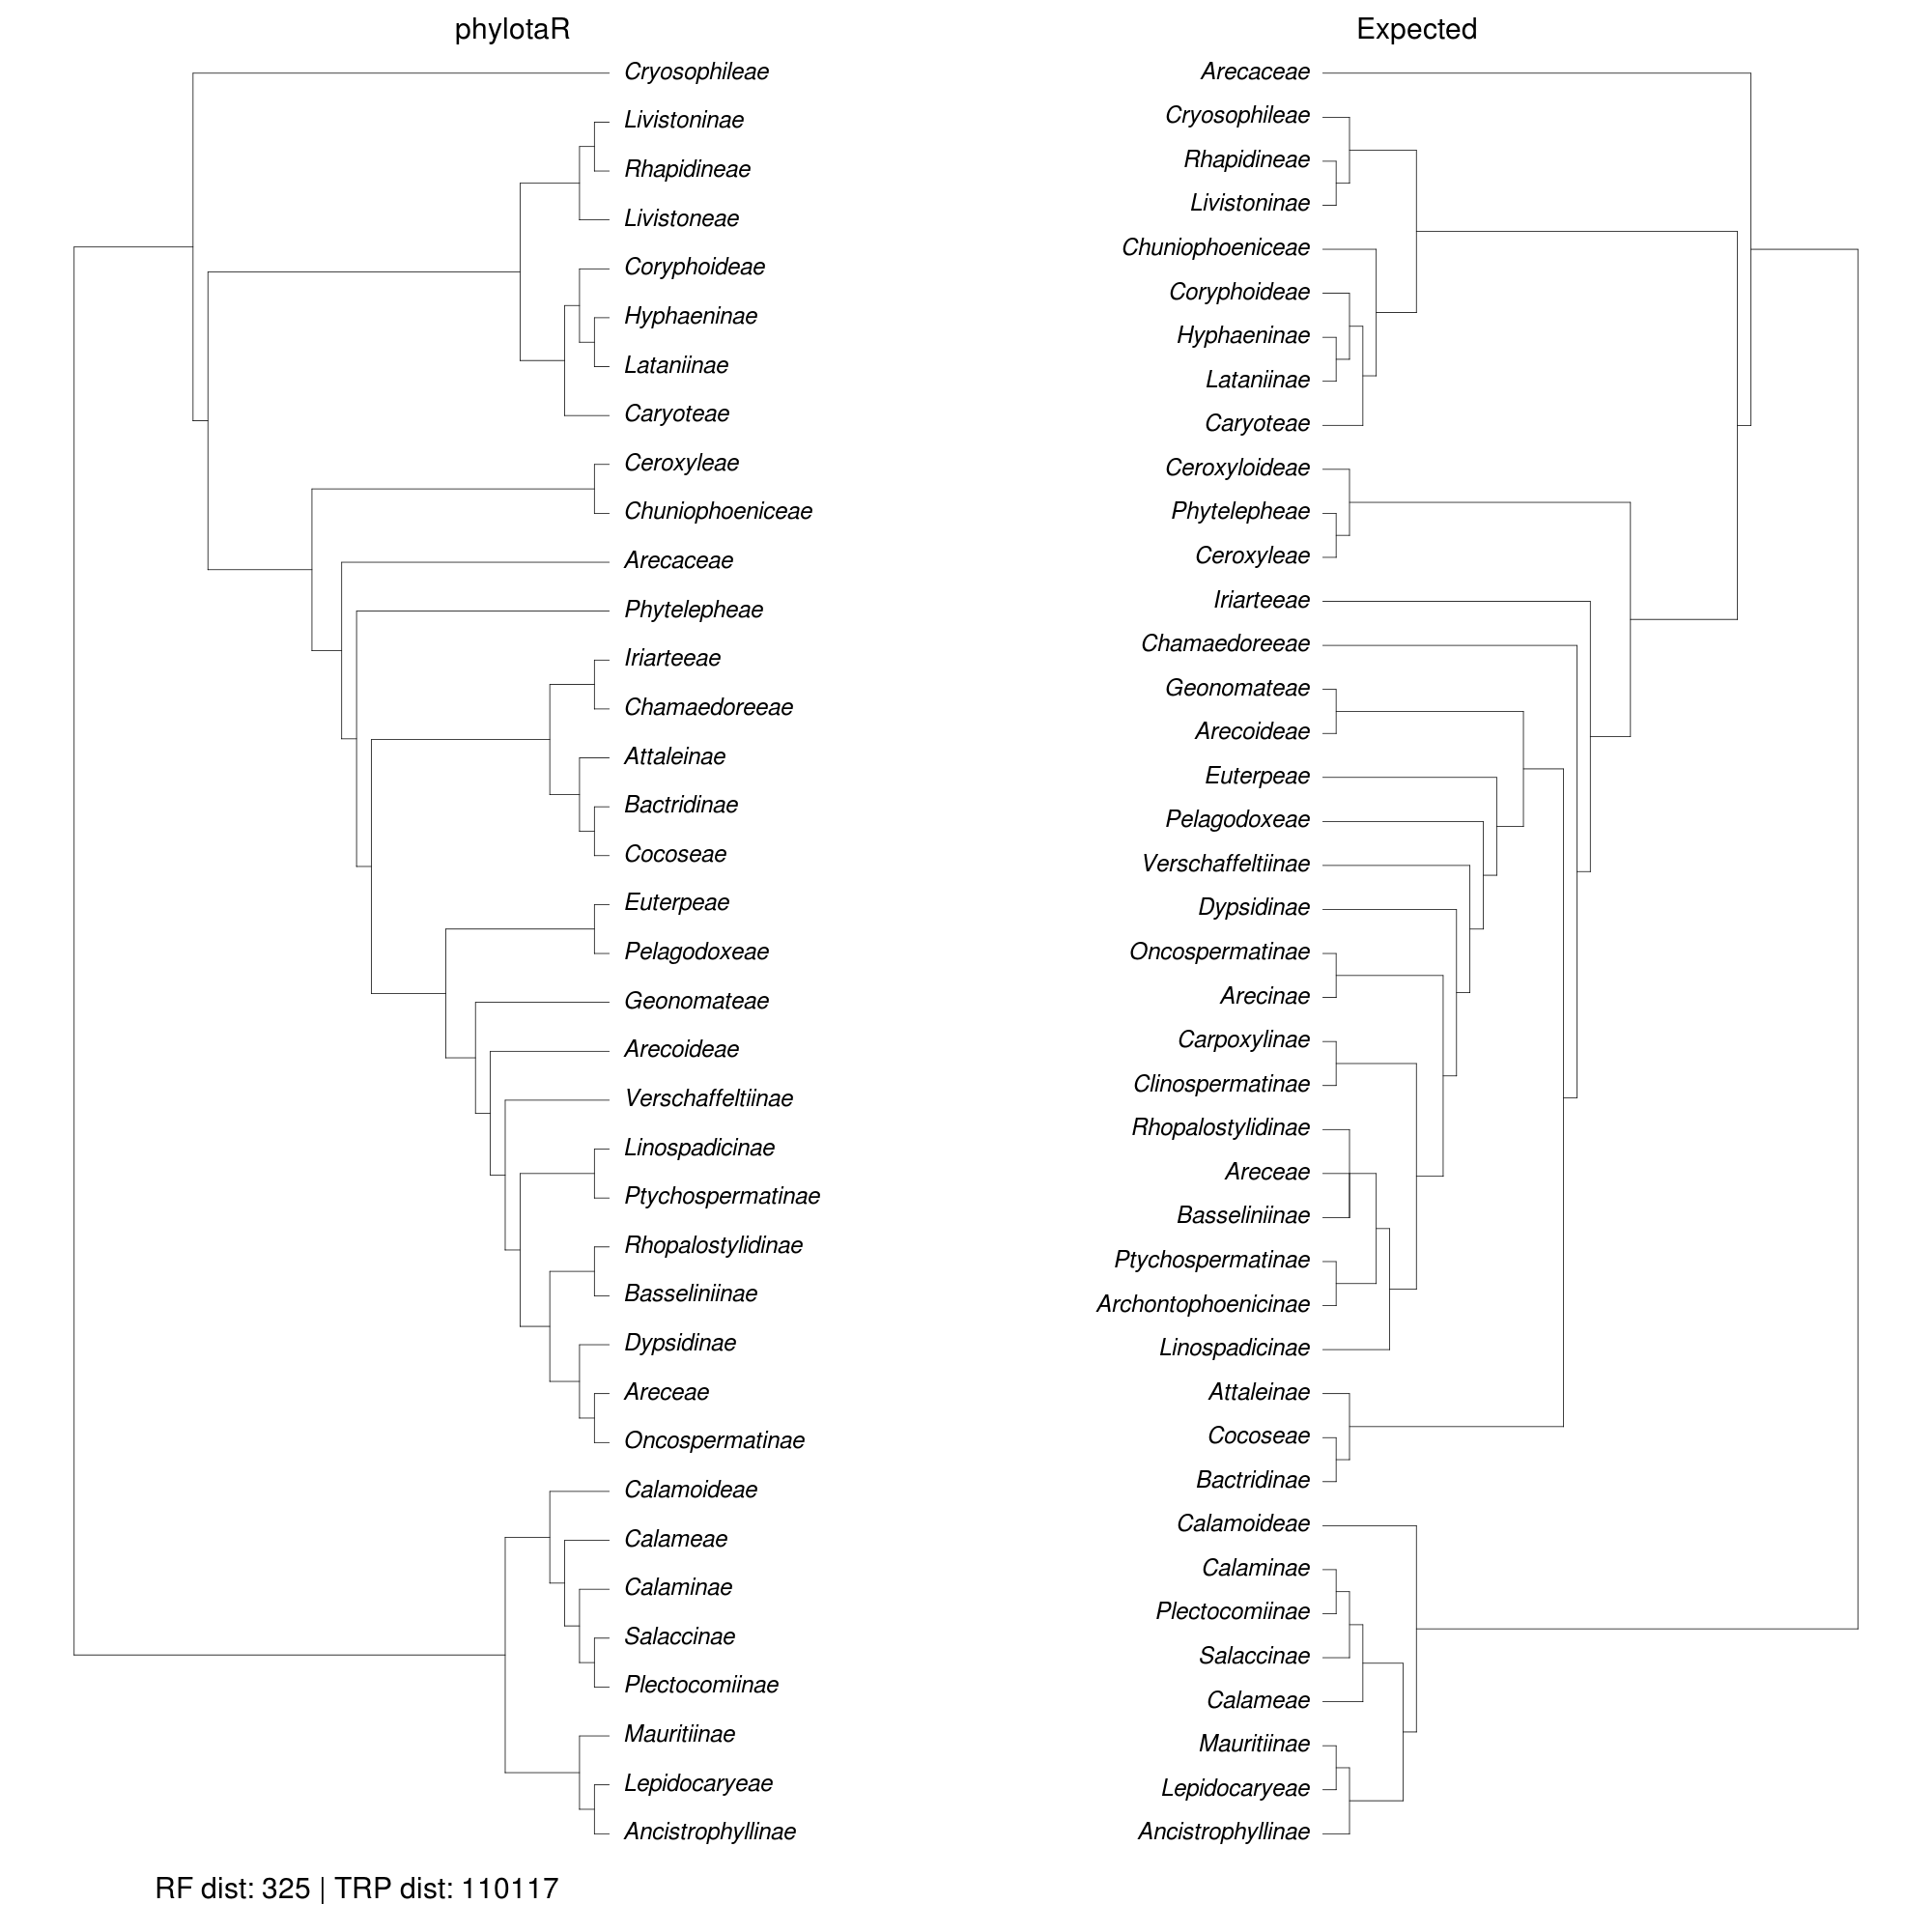 phylotaR
Cryosophileae
Livistoninae
Rhapidineae
Livistoneae
Coryphoideae
Hyphaeninae
Lataniinae
Caryoteae
Ceroxyleae
Chuniophoeniceae
Arecaceae
Phytelepheae
Iriarteeae
Chamaedoreeae
Attaleinae
Bactridinae
Cocoseae
Euterpeae
Pelagodoxeae
Geonomateae
Arecoideae
Verschaffeltiinae
Linospadicinae
Ptychospermatinae
Rhopalostylidinae
Basseliniinae
Dypsidinae
Areceae
Oncospermatinae
Calamoideae
Calameae
Calaminae
Salaccinae
Plectocomiinae
Mauritiinae
Lepidocaryeae
Ancistrophyllinae
RF dist: 325 | TRP dist: 110117
Expected
Arecaceae
Cryosophileae
Rhapidineae
Livistoninae
Chuniophoeniceae
Coryphoideae
Hyphaeninae
Lataniinae
Caryoteae
Ceroxyloideae
Phytelepheae
Ceroxyleae
Iriarteeae
Chamaedoreeae
Geonomateae
Arecoideae
Euterpeae
Pelagodoxeae
Verschaffeltiinae
Dypsidinae
Oncospermatinae
Arecinae
Carpoxylinae
Clinospermatinae
Rhopalostylidinae
Areceae
Basseliniinae
Ptychospermatinae
Archontophoenicinae
Linospadicinae
Attaleinae
Cocoseae
Bactridinae
Calamoideae
Calaminae
Plectocomiinae
Salaccinae
Calameae
Mauritiinae
Lepidocaryeae
Ancistrophyllinae